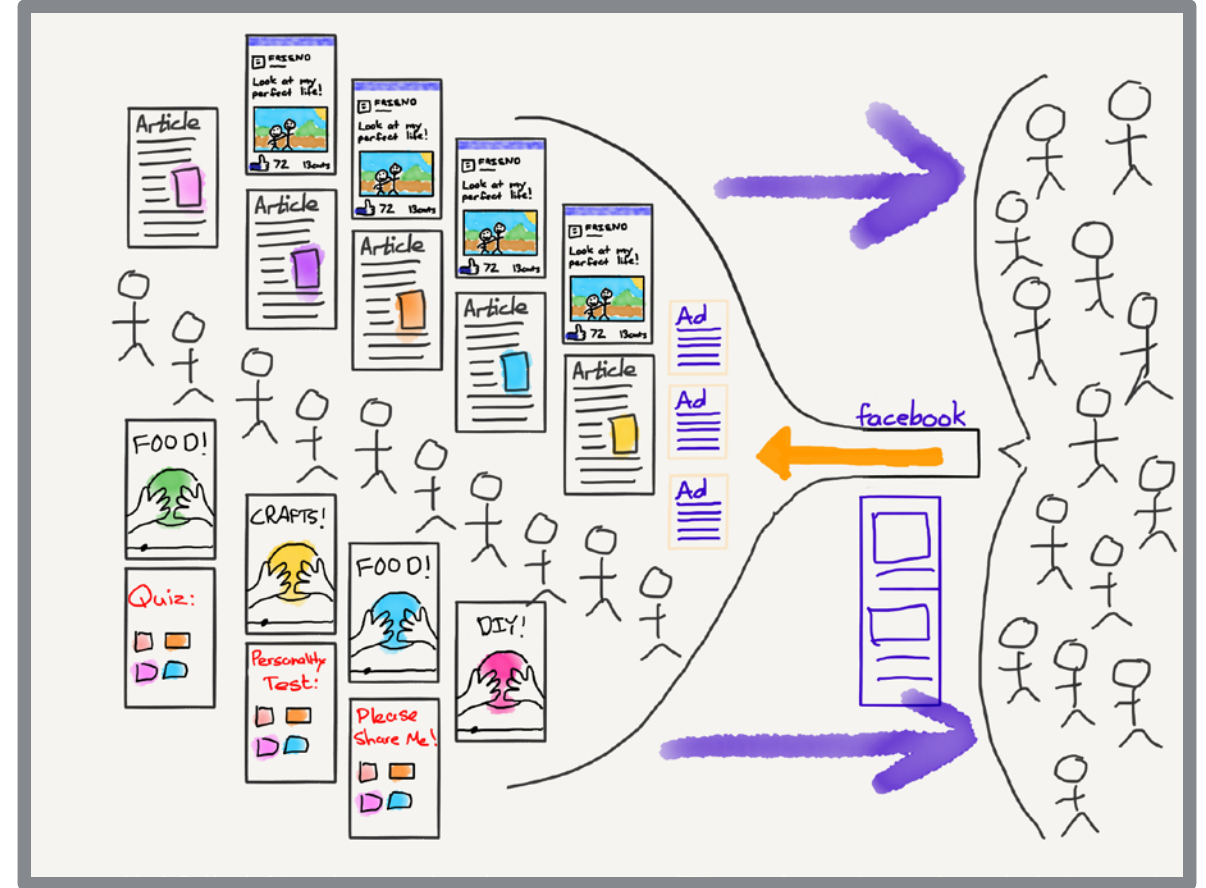 FRIEND
Look at my
perfect life!
72
Article
FRIEND
Look at my
perfect life!
72
Article
FRIEND
Look at my
perfect life!
72
Article
FRIEND
Look at my
perfect life!
72
Article
Article
Ad
Ad
Ad
facebook
FOOD!
CRAFTS!
FOOD!
DIY!
Quiz:
Personality
Test:
Please
Share Me!